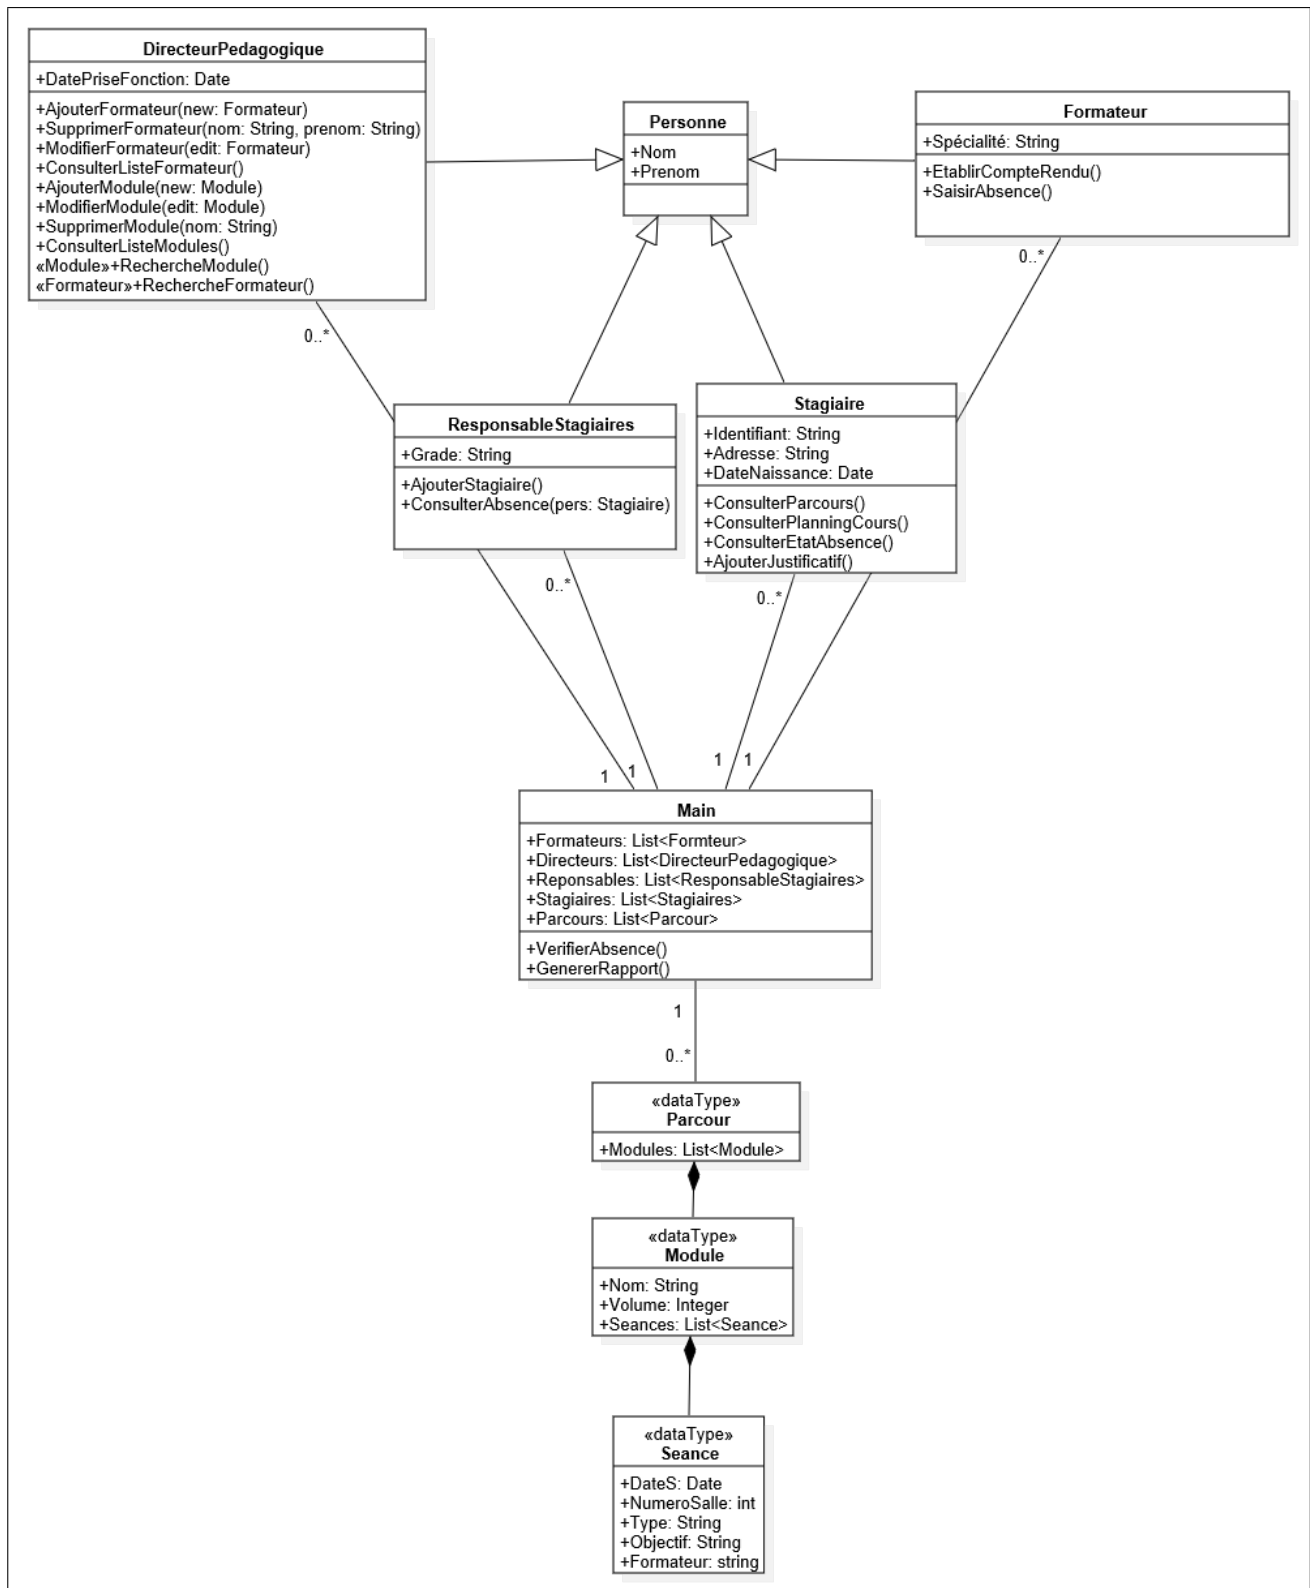 DirecteurPedagogique
+DatePriseFonction: Date
+AjouterFormateur(new: Formateur)
+SupprimerFormateur(nom: String, prenom: String)
+ModifierFormateur(edit: Formateur)
+ConsulterListeFormateur()
+AjouterModule(new: Module)
+ModifierModule(edit: Module)
+SupprimerModule(nom: String)
+ConsulterListeModules()
«Module»+RechercheModule()
«Formateur»+RechercheFormateur()
0..*
Personne
+Nom
+Prenom
Formateur
+Spécialité: String
+EtablirCompteRendu()
+SaisirAbsence()
0..*
ResponsableStagiaires
+Grade: String
+AjouterStagiaire()
+ConsulterAbsence(pers: Stagiaire)
0..*
Stagiaire
+Identifiant: String
+Adresse: String
+DateNaissance: Date
+ConsulterParcours()
+ConsulterPlanningCours()
+ConsulterEtatAbsence()
+AjouterJustificatif()
0..*
1
1
1
1
Main
+Formateurs: List<Formteur>
+Directeurs: List<DirecteurPedagogique>
+Reponsables: List<ResponsableStagiaires>
+Stagiaires: List<Stagiaires>
+Parcours: List<Parcour>
+VerifierAbsence()
+GenererRapport()
1
0..*
«dataType»
Parcour
+Modules: List<Module>
«dataType»
Module
+Nom: String
+Volume: Integer
+Seances: List<Seance>
«dataType»
Seance
+DateS: Date
+NumeroSalle: int
+Type: String
+Objectif: String
+Formateur: string